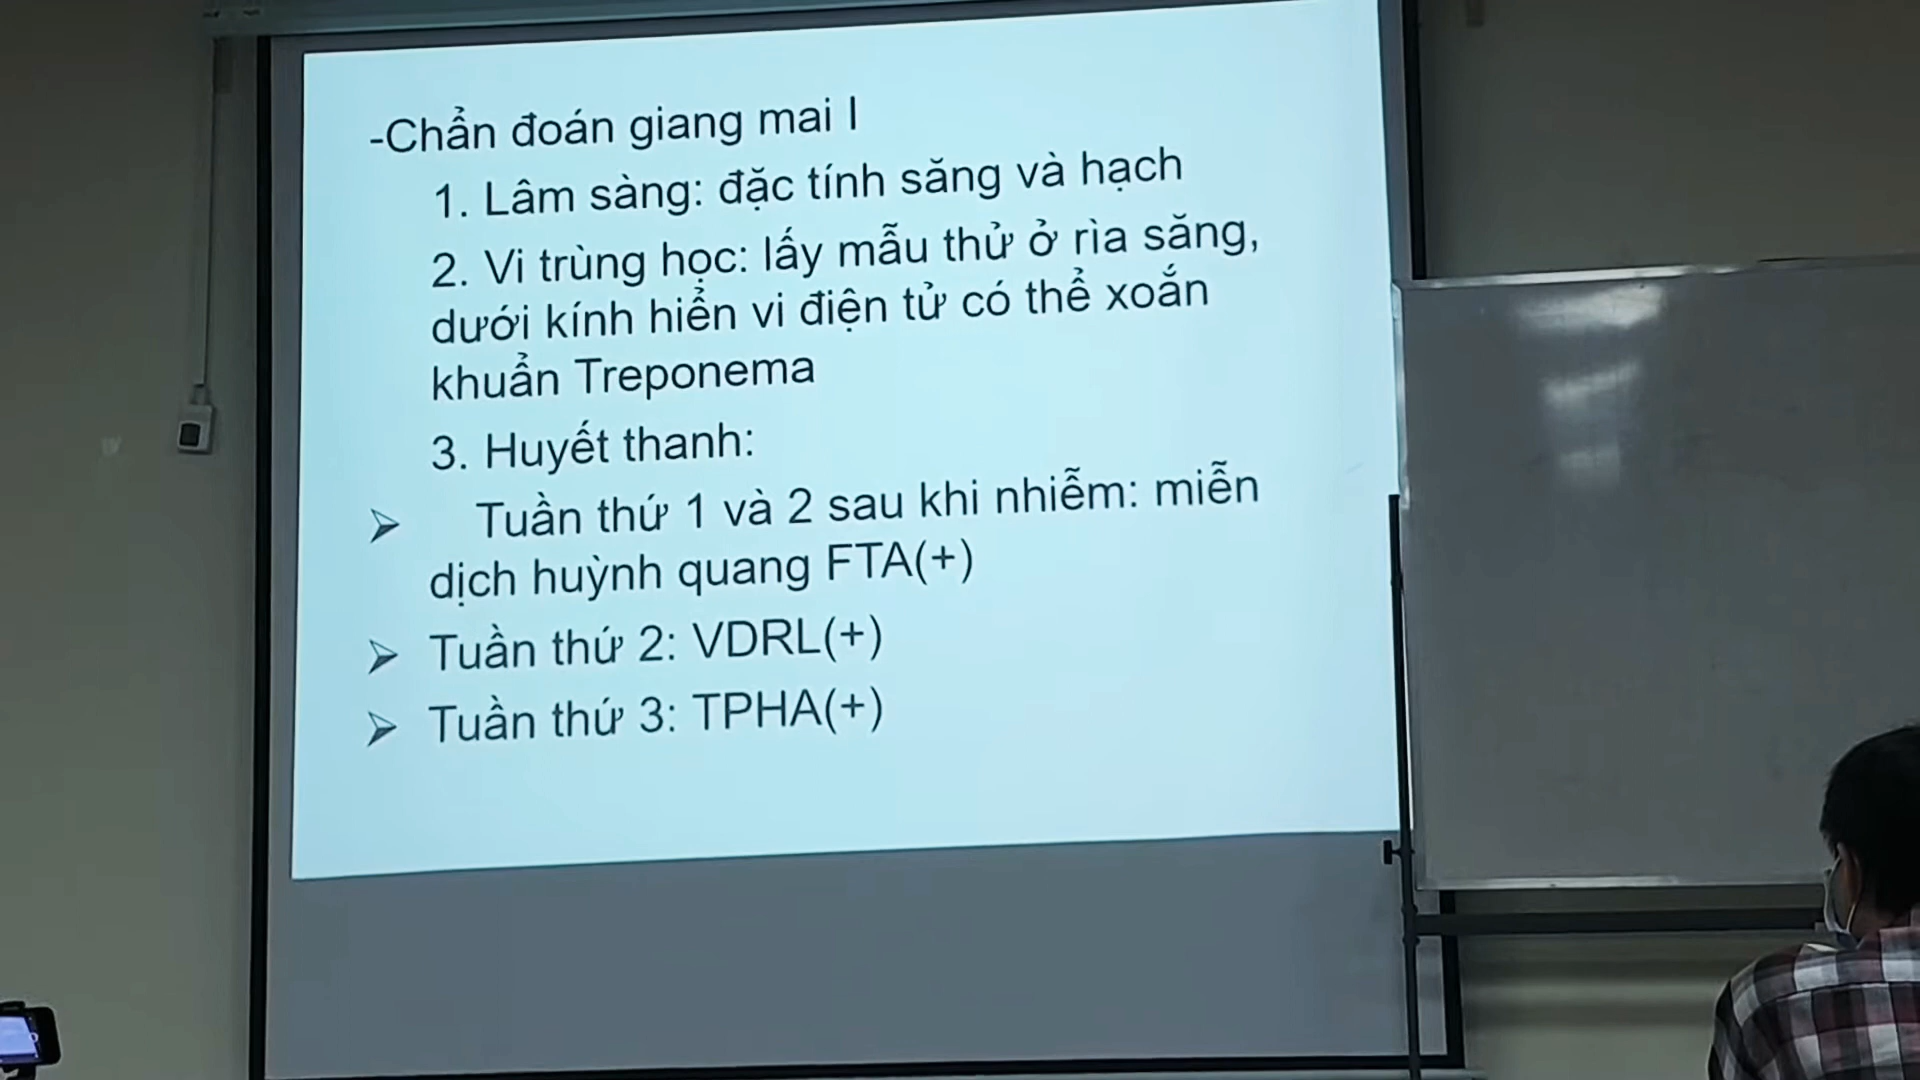 -Chẩn đoán giang mai I
1. Lâm sàng: đặc tính săng và hạch
2. Vi trùng học: lấy mẫu thử ở rìa săng,
dưới kính hiển vi điện tử có thể xoắn
khuẩn Treponema
3. Huyết thanh:
➢ Tuần thứ 1 và 2 sau khi nhiễm: miễn
dịch huỳnh quang FTA(+)
➢ Tuần thứ 2: VDRL(+)
➢ Tuần thứ 3: TPHA(+)